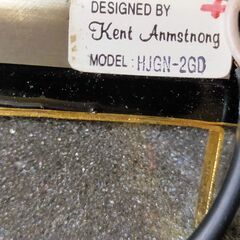 DESIGNED BY
Kent Anmstnong
MODEL: HJGN-2GD